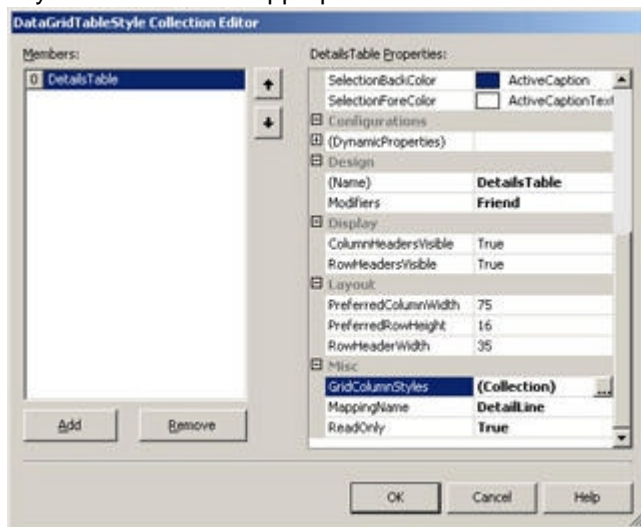 DataGridTableStyle Collection Editor
Members:
0 DetailsTable
Add
Remove
DetailsTable Properties:
SelectionBackColor ActiveCaption
SelectionForeColor ActiveCaptionText
Configurations
(DynamicProperties)
Design
(Name) DetailsTable
Modifiers Friend
Display
ColumnHeadersVisible True
RowHeadersVisible True
Layout
PreferredColumnWidth 75
PreferredRowHeight 16
RowHeaderWidth 35
Misc
GridColumnStyles (Collection) ...
MappingName DetailLine
ReadOnly True
OK
Cancel
Help